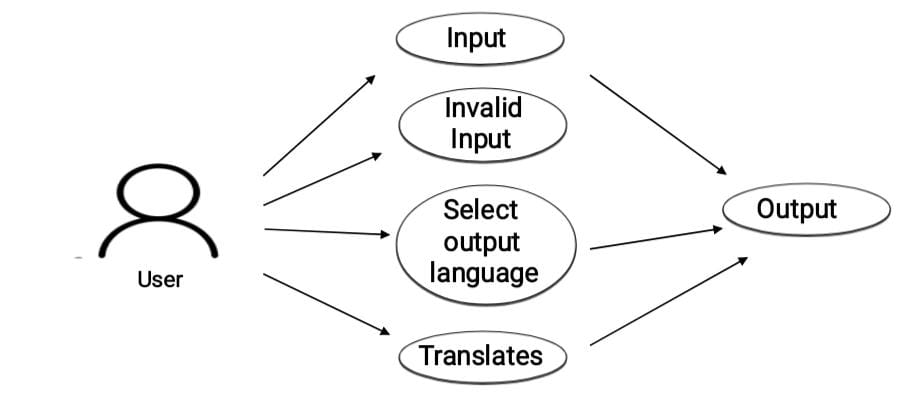 Input
Invalid
Input
Select
output
language
Translates
User
Output